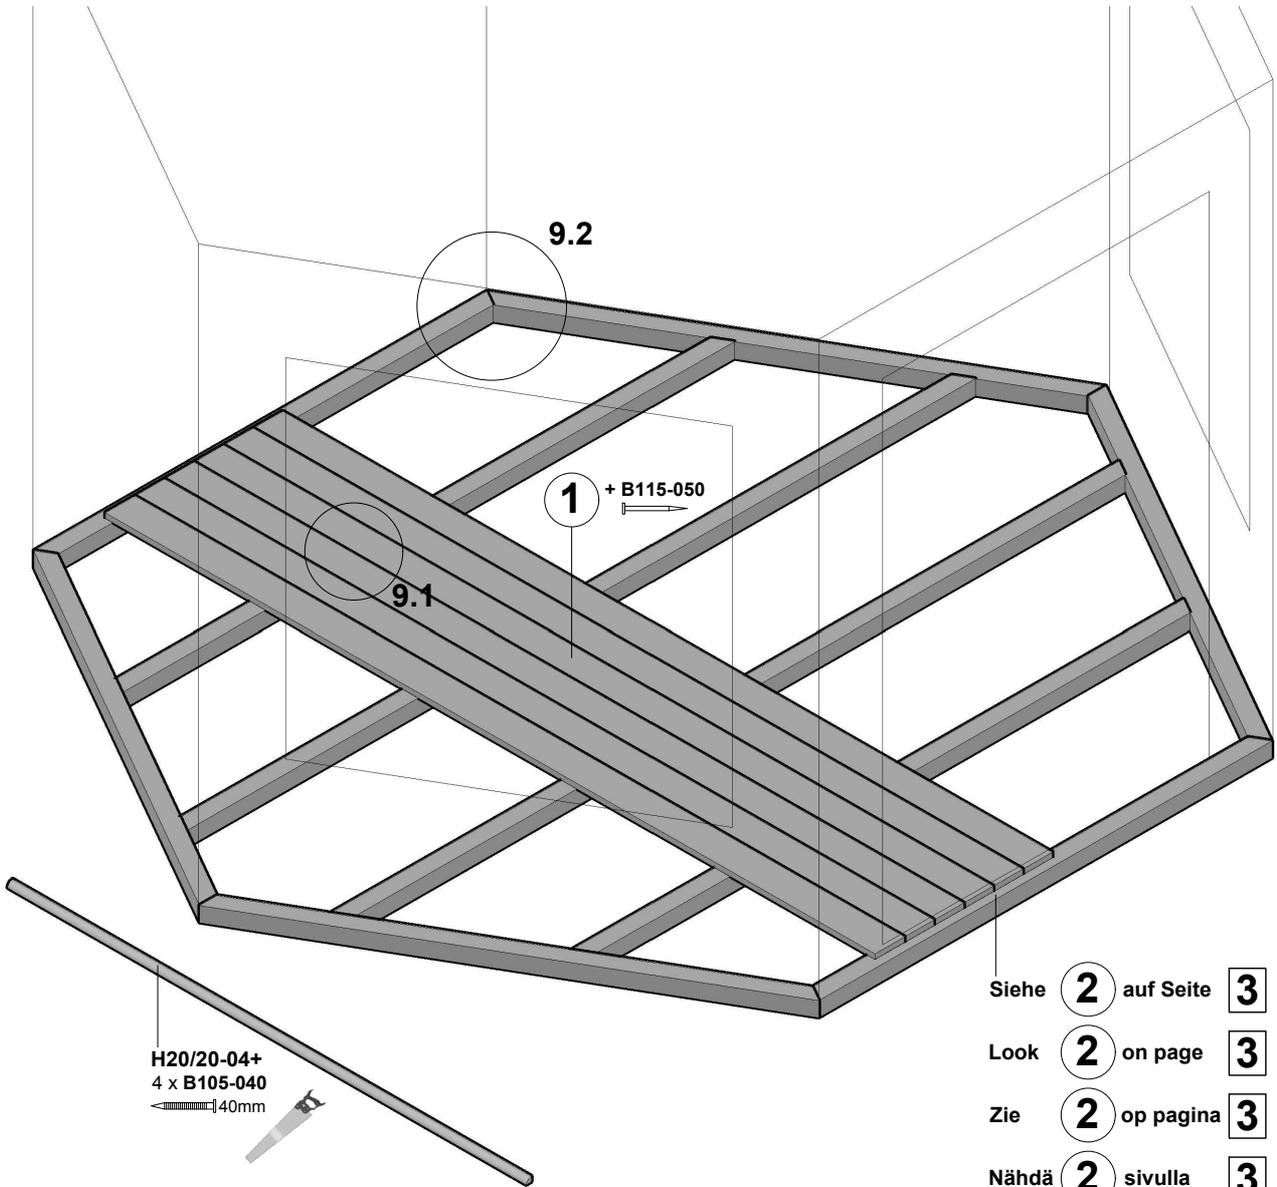 9.2
1 + B115-050
9.1
H20/20-04+
4 x B105-040
40mm
Siehe 2 auf Seite 3
Look 2 on page 3
Zie 2 op pagina 3
Nähdä 2 sivulla 3